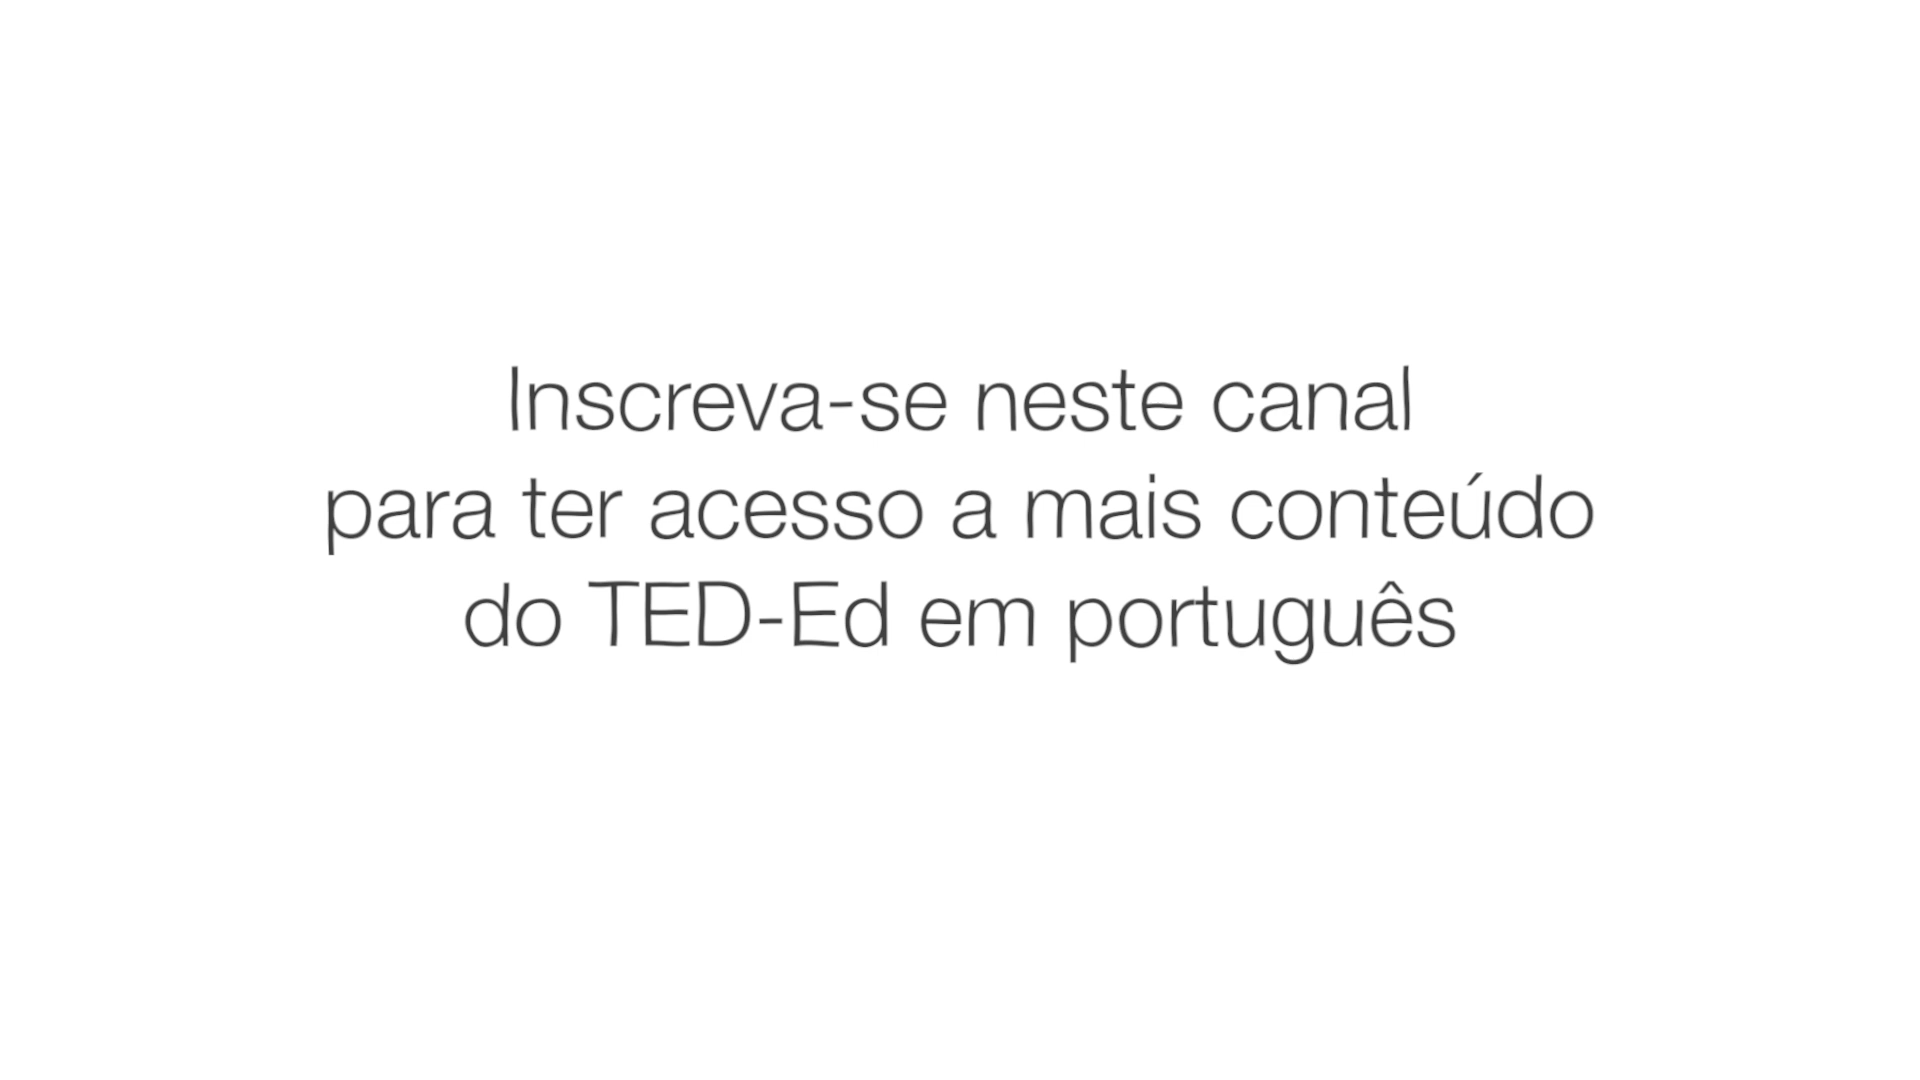 Inscreva-se neste canal
para ter acesso a mais conteúdo
do TED-Ed em português